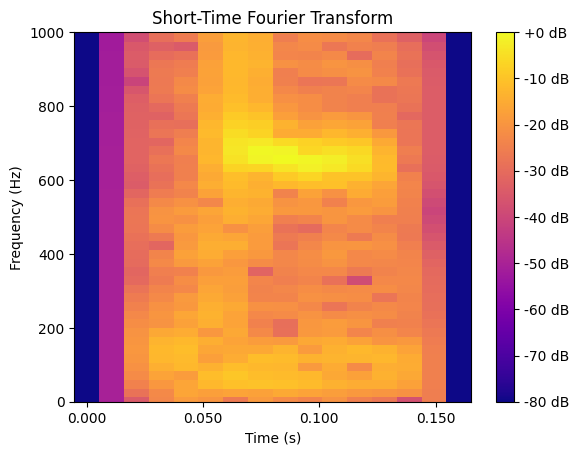 Short-Time Fourier Transform
1000
800
600
400
200
0
Frequency (Hz)
0.000
0.050
0.100
0.150
Time (s)
+0 dB
-10 dB
-20 dB
-30 dB
-40 dB
-50 dB
-60 dB
-70 dB
-80 dB